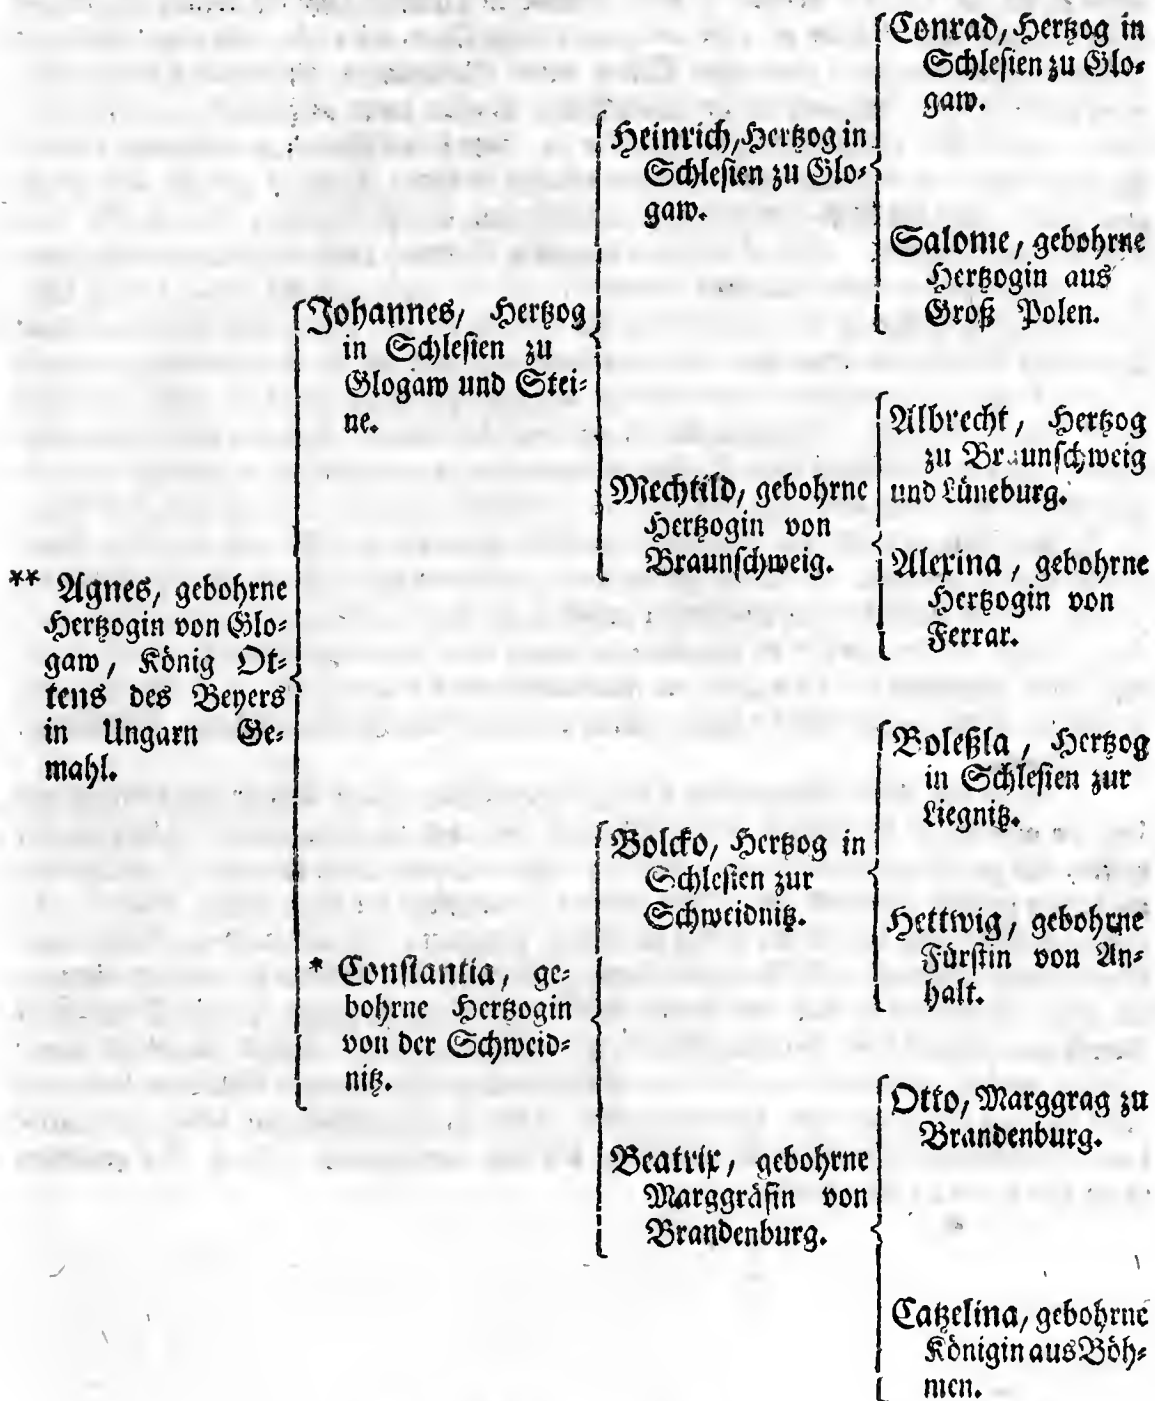 ** Agnes, gebohrne
Hertzogin von Glo⸗
gaw, König Ot⸗
tens des Beyers
in Ungarn Ge⸗
mahl.
Johannes, Hertzog
in Schlesien zu
Glogaw und Stei⸗
ne.
* Constantia, ge⸗
bohrne Hertzogin
von der Schweid⸗
nitz.
Heinrich, Hertzog in
Schlesien zu Glo⸗
gaw.
Mechtild, gebohrne
Hertzogin von
Braunschweig.
Bolcko, Hertzog in
Schlesien zur
Schweidnitz.
Beatrix, gebohrne
Marggräfin von
Brandenburg.
Conrad, Hertzog in
Schlesien zu Glo⸗
gaw.
Salome, gebohrne
Hertzogin aus
Groß Polen.
Albrecht, Hertzog
zu Braunschweig
und Lüneburg.
Alexina, gebohrne
Hertzogin von
Ferrar.
Boleßla, Hertzog
in Schlesien zur
Liegnitz.
Hettwig, gebohrne
Fürstin von An⸗
halt.
Otto, Marggrag zu
Brandenburg.
Catzelina, gebohrne
Königin aus Böh⸗
men.